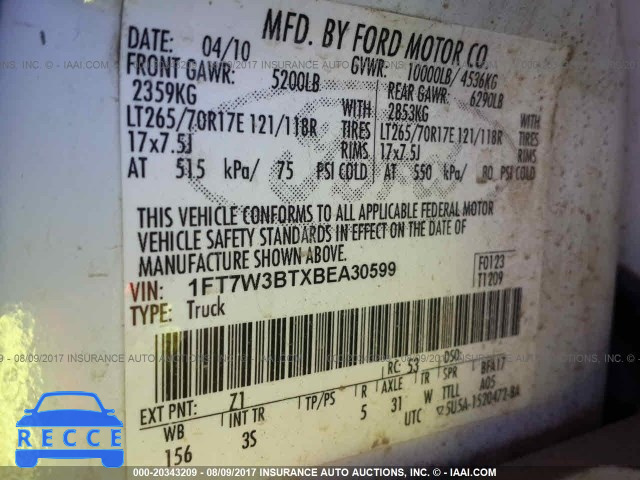 MFD. BY FORD MOTOR CO.
DATE: 04/10
GVWR: 10000LB/4536KG
FRONT GAWR: 5200LB
REAR GAWR: 6290LB
2359KG WITH
2853KG WITH
LT265/70R17E 121/118R TIRES
LT265/70R17E 121/118R TIRES
17x7.5J RIMS
17x7.5J RIMS
AT 515 kPa/ 75 PSI COLD
AT 550 kPa/ 80 PSI COLD
THIS VEHICLE CONFORMS TO ALL APPLICABLE FEDERAL MOTOR
VEHICLE SAFETY STANDARDS IN EFFECT ON THE DATE OF
MANUFACTURE SHOWN ABOVE.
VIN: 1FT7W3BTXBEA30599
F0123
T1209
TYPE: Truck
EXT PNT: Z1
RC: 53
DSO:
WB
INT TR
TP/PS
R
AXLE
TR
SPR
BFA17
156
3S
5
31
W
TTLL
A05
UTC
5U5A-1520472-BA
RECCE
000-20343209 - 08/09/2017 INSURANCE AUTO AUCTIONS - © - IAAI.COM